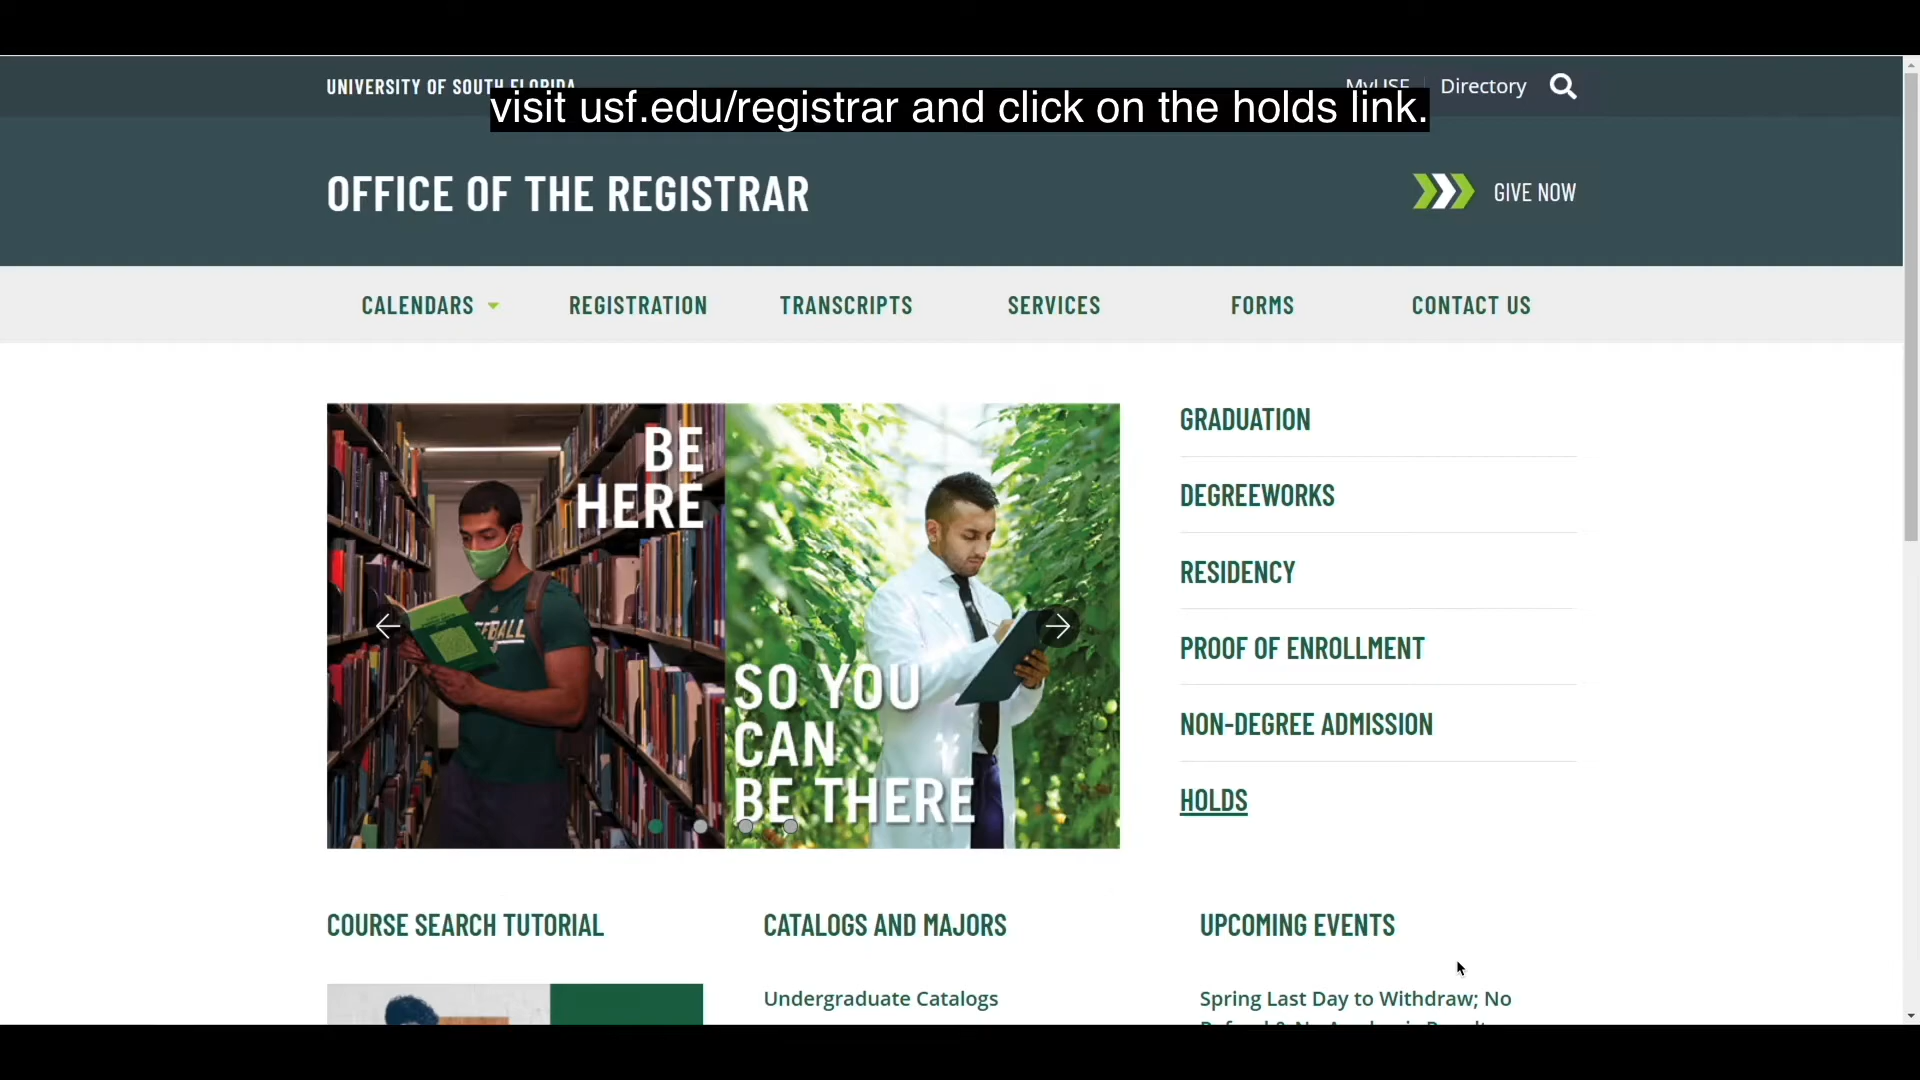 UNIVERSITY OF SOUTH FLORIDA
MyUSF
Directory
visit usf.edu/registrar and click on the holds link.
OFFICE OF THE REGISTRAR
GIVE NOW
CALENDARS
REGISTRATION
TRANSCRIPTS
SERVICES
FORMS
CONTACT US
BE
HERE
SO YOU
CAN
BE THERE
GRADUATION
DEGREEWORKS
RESIDENCY
PROOF OF ENROLLMENT
NON-DEGREE ADMISSION
HOLDS
COURSE SEARCH TUTORIAL
CATALOGS AND MAJORS
UPCOMING EVENTS
Undergraduate Catalogs
Spring Last Day to Withdraw; No